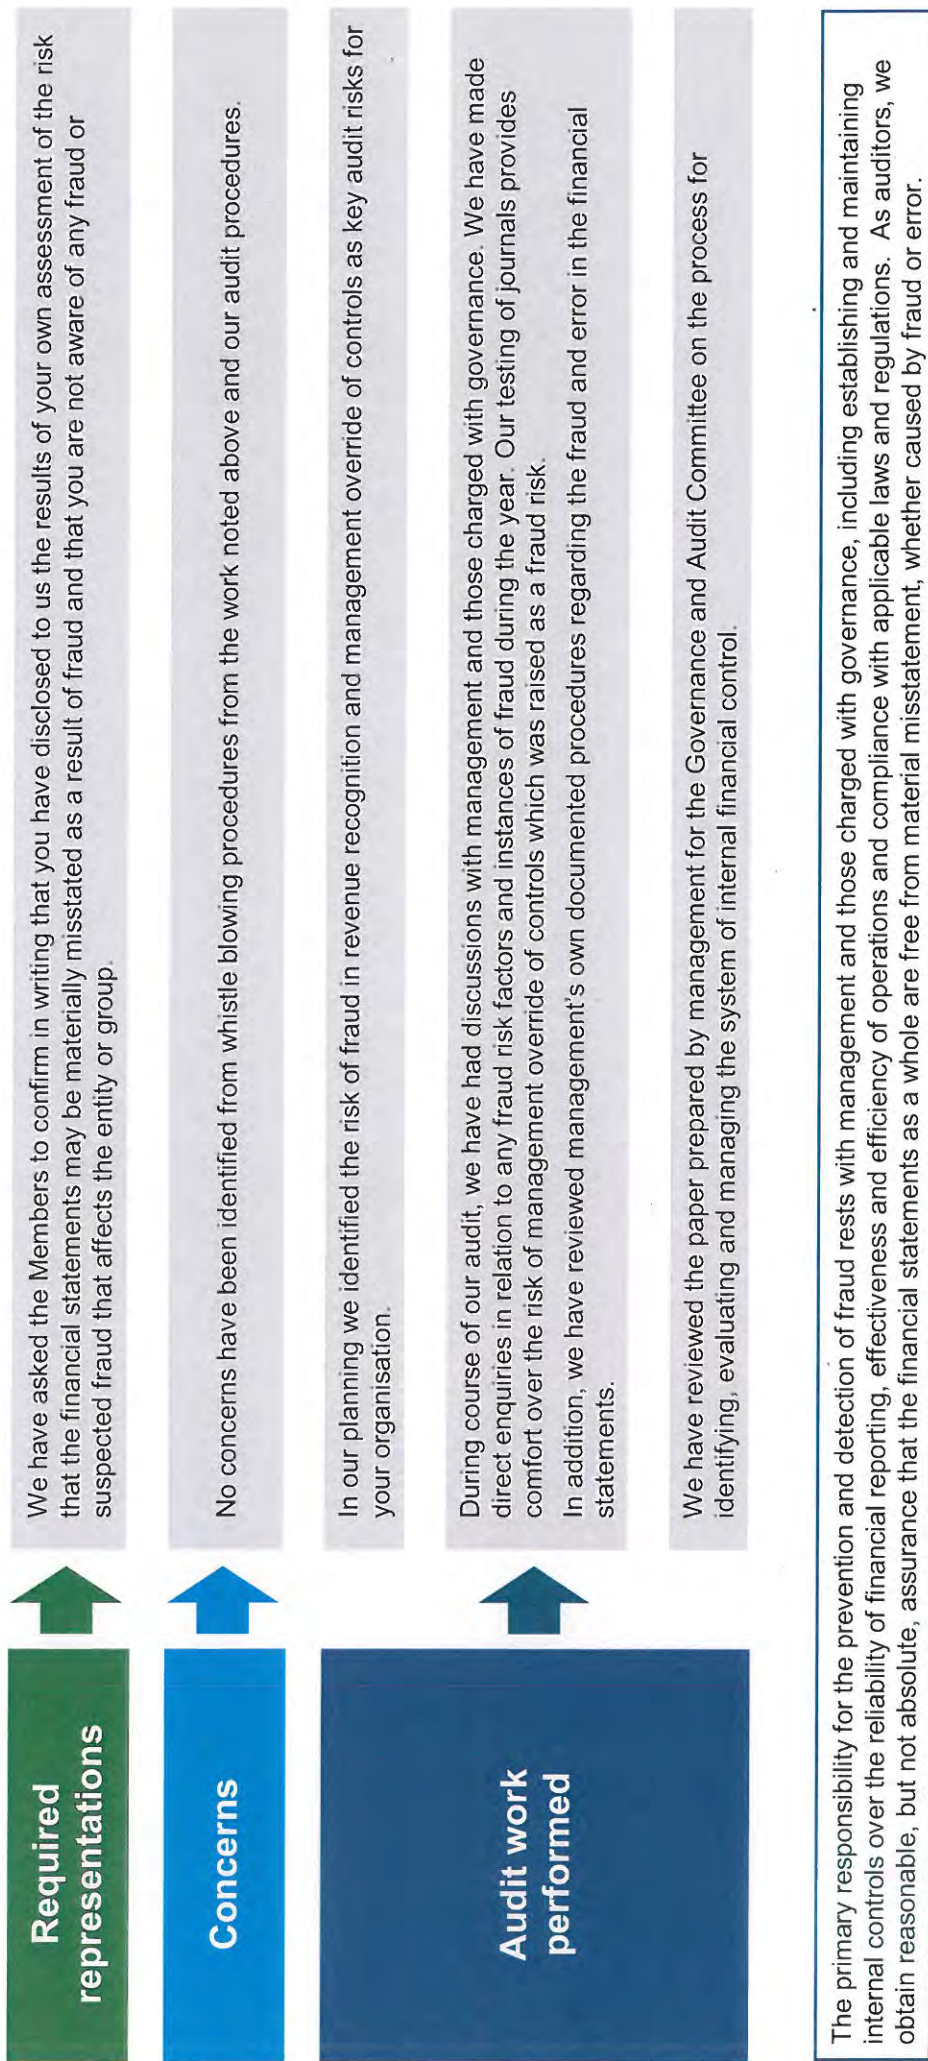 Required
representations
We have asked the Members to confirm in writing that you have disclosed to us the results of your own assessment of the risk
that the financial statements may be materially misstated as a result of fraud and that you are not aware of any fraud or
suspected fraud that affects the entity or group.
Concerns
No concerns have been identified from whistle blowing procedures from the work noted above and our audit procedures.
Audit work
performed
In our planning we identified the risk of fraud in revenue recognition and management override of controls as key audit risks for
your organisation.
During course of our audit, we have had discussions with management and those charged with governance. We have made
direct enquiries in relation to any fraud risk factors and instances of fraud during the year. Our testing of journals provides
comfort over the risk of management override of controls which was raised as a fraud risk.
In addition, we have reviewed management's own documented procedures regarding the fraud and error in the financial
statements.
We have reviewed the paper prepared by management for the Governance and Audit Committee on the process for
identifying, evaluating and managing the system of internal financial control.
The primary responsibility for the prevention and detection of fraud rests with management and those charged with governance, including establishing and maintaining
internal controls over the reliability of financial reporting, effectiveness and efficiency of operations and compliance with applicable laws and regulations. As auditors, we
obtain reasonable, but not absolute, assurance that the financial statements as a whole are free from material misstatement, whether caused by fraud or error.